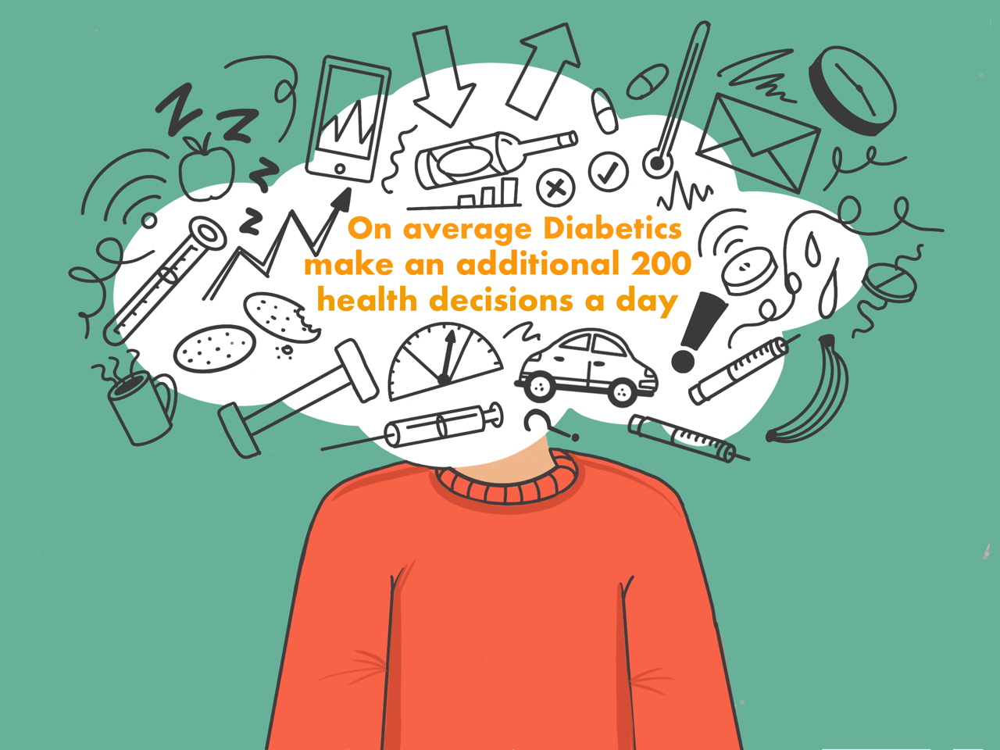 On average Diabetics
make an additional 200
health decisions a day